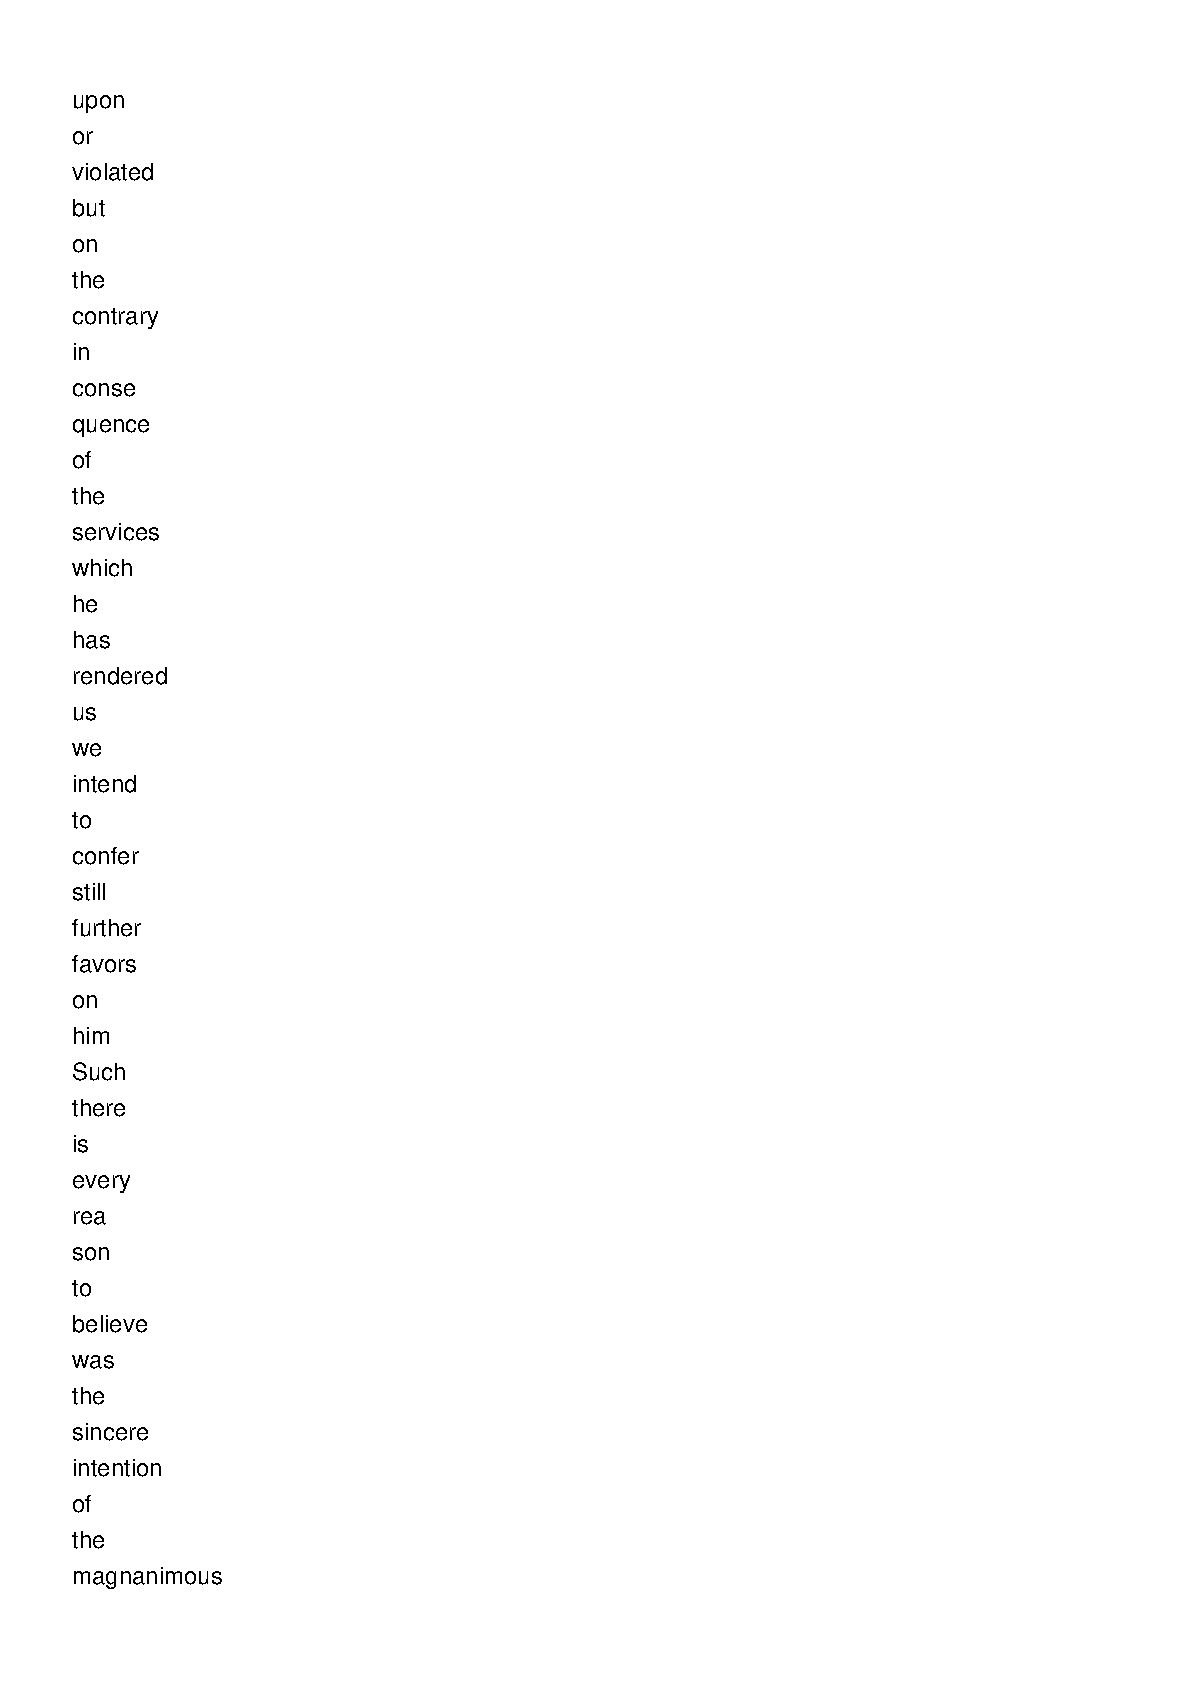 upon
or
violated
but
on
the
contrary
in
conse
quence
of
the
services
which
he
has
rendered
us
we
intend
to
confer
still
further
favors
on
him
Such
there
is
every
rea
son
to
believe
was
the
sincere
intention
of
the
magnanimous